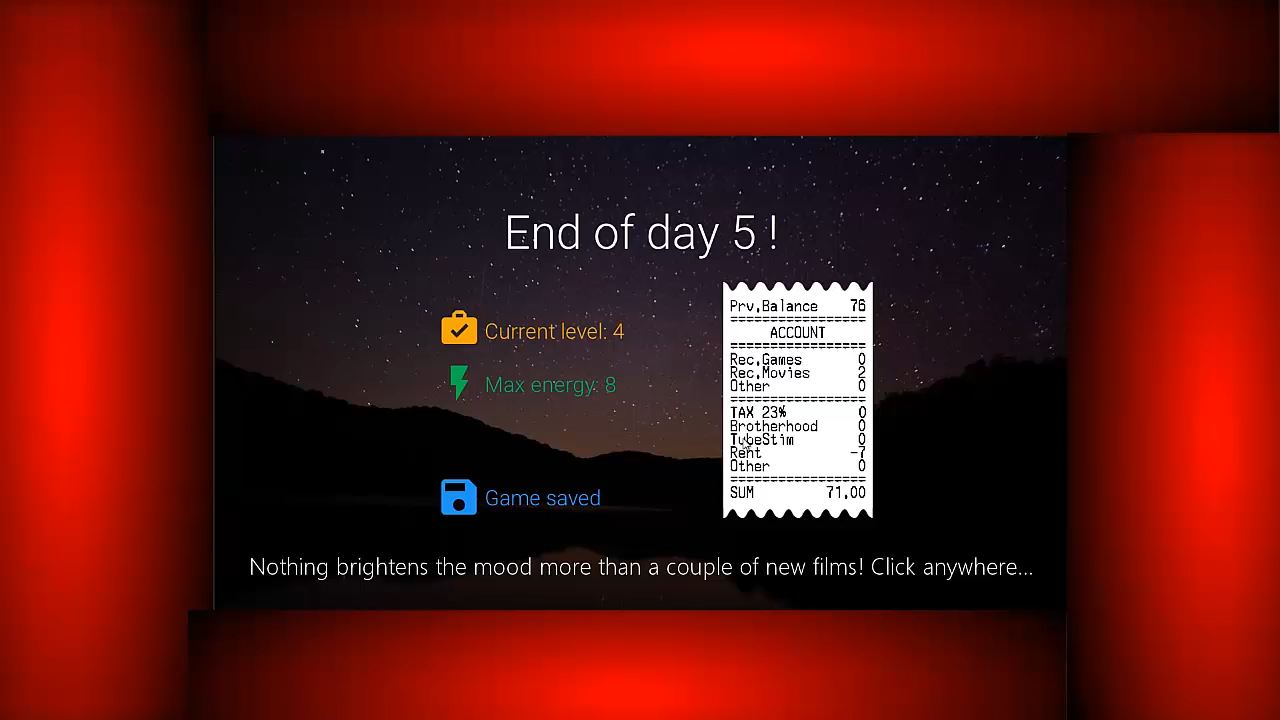 End of day 5 !
Current level: 4
Max energy: 8
Game saved
Prv.Balance 76
ACCOUNT
Rec.Games 0
Rec.Movies 2
Other 0
TAX 23% 0
Brotherhood 0
TubeStim 0
Rent -7
Other 0
SUM 71.00
Nothing brightens the mood more than a couple of new films! Click anywhere...